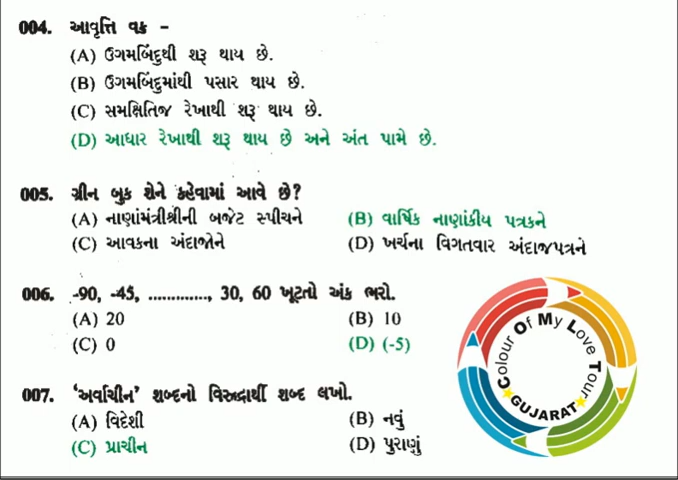 004. આવૃત્તિ વક્ર –
(A) ઉગમબિંદુથી શરૂ થાય છે.
(B) ઉગમબિંદુમાંથી પસાર થાય છે.
(C) સમક્ષિતિજ રેખાથી શરૂ થાય છે.
(D) આધાર રેખાથી શરૂ થાય છે અને અંત પામે છે.
005. ગ્રીન બુક શેને કહેવામાં આવે છે?
(A) નાણાંમંત્રીશ્રીની બજેટ સ્પીચને (B) વાર્ષિક નાણાંકીય પત્રકને
(C) આવકના અંદાજોને (D) ખર્ચના વિગતવાર અંદાજપત્રને
006. -90, -45, ............., 30, 60 ખૂટતો અંક ભરો.
(A) 20 (B) 10
(C) 0 (D) (-5)
007. 'અર્વાચીન' શબ્દનો વિરુદ્ધાર્થી શબ્દ લખો.
(A) વિદેશી (B) નવું
(C) પ્રાચીન (D) પુરાણું
Colour Of My Love Tour
GUJARAT